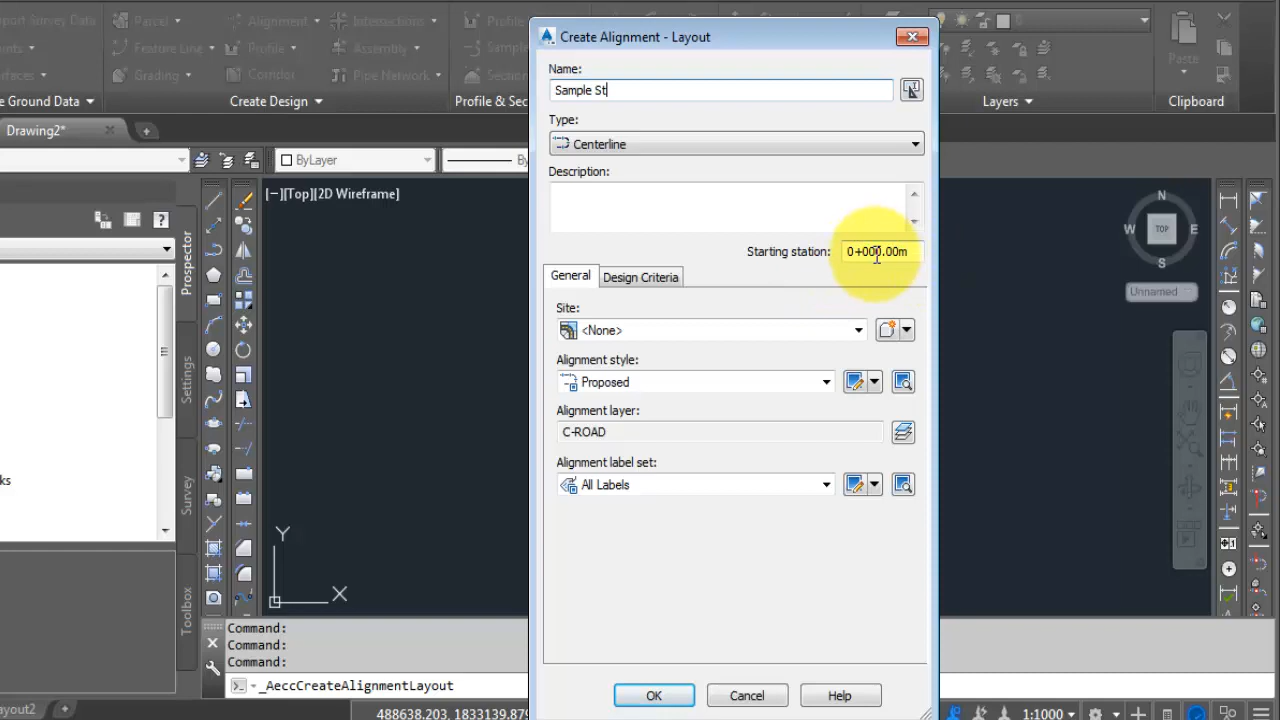 Parcel
Alignment
Intersections
Profile
Feature Line
Profile
Assembly
Grading
Corridor
Pipe Network
Ground Data
Create Design
Profile &
Layers
Paste
Clipboard
Drawing2*
ByLayer
[−][Top][2D Wireframe]
Create Alignment - Layout
Name:
Sample St
Type:
Centerline
Description:
Starting station:
0+000.00m
General
Design Criteria
Site:
<None>
Alignment style:
Proposed
Alignment layer:
C-ROAD
Alignment label set:
All Labels
OK
Cancel
Help
N
W
TOP
E
S
Unnamed
Prospector
Settings
Survey
Toolbox
Y
X
Command:
Command:
Command:
_AeccCreateAlignmentLayout
488638.203, 1833139.879
1:1000